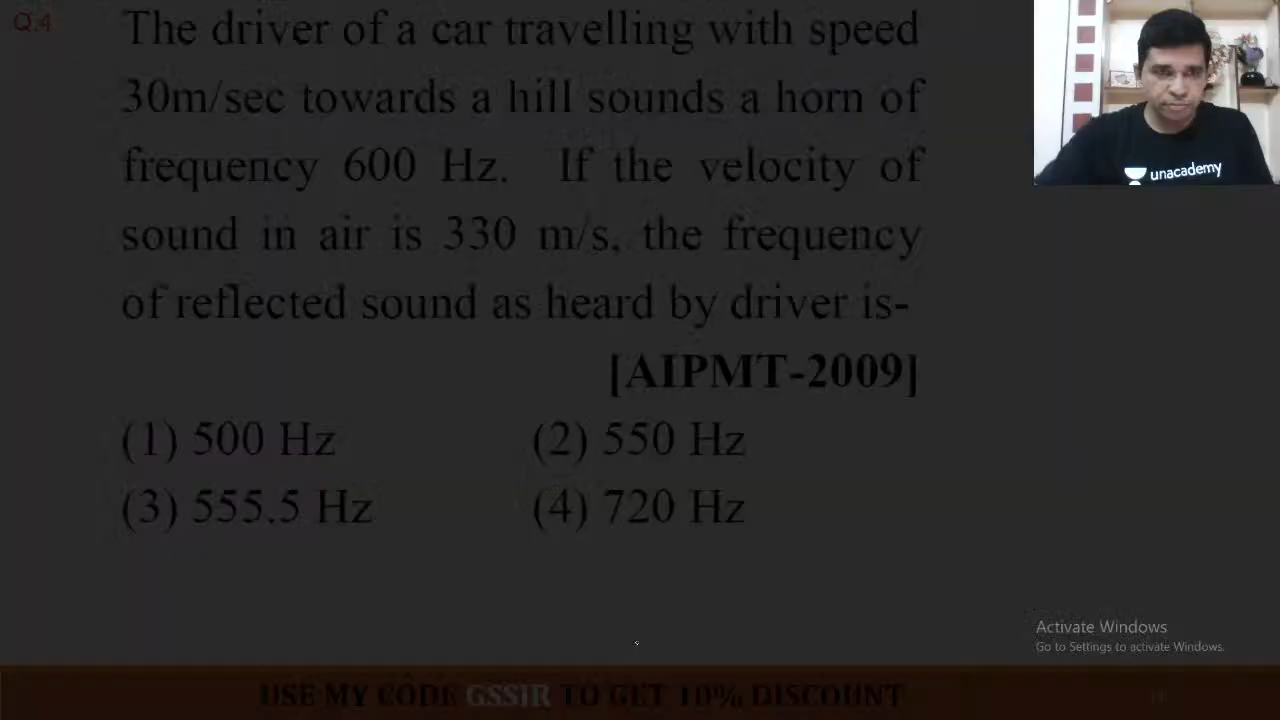 Q.4
The driver of a car travelling with speed
30m/sec towards a hill sounds a horn of
frequency 600 Hz. If the velocity of
sound in air is 330 m/s, the frequency
of reflected sound as heard by driver is-
[AIPMT-2009]
(1) 500 Hz (2) 550 Hz
(3) 555.5 Hz (4) 720 Hz
unacademy
Activate Windows
Go to Settings to activate Windows.
USE MY CODE GSSIR TO GET 10% DISCOUNT